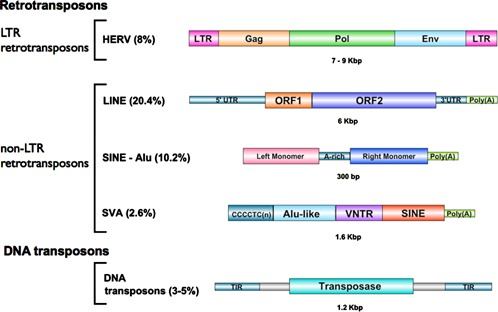 Retrotransposons
LTR
retrotransposons
HERV (8%)
LTR Gag Pol Env LTR
7 - 9 Kbp
non-LTR
retrotransposons
LINE (20.4%)
5' UTR ORF1 ORF2 3'UTR Poly(A)
6 Kbp
SINE - Alu (10.2%)
Left Monomer A-rich Right Monomer Poly(A)
300 bp
SVA (2.6%)
CCCCTC(n) Alu-like VNTR SINE Poly(A)
1.6 Kbp
DNA transposons
DNA
transposons (3-5%)
TIR Transposase TIR
1.2 Kbp